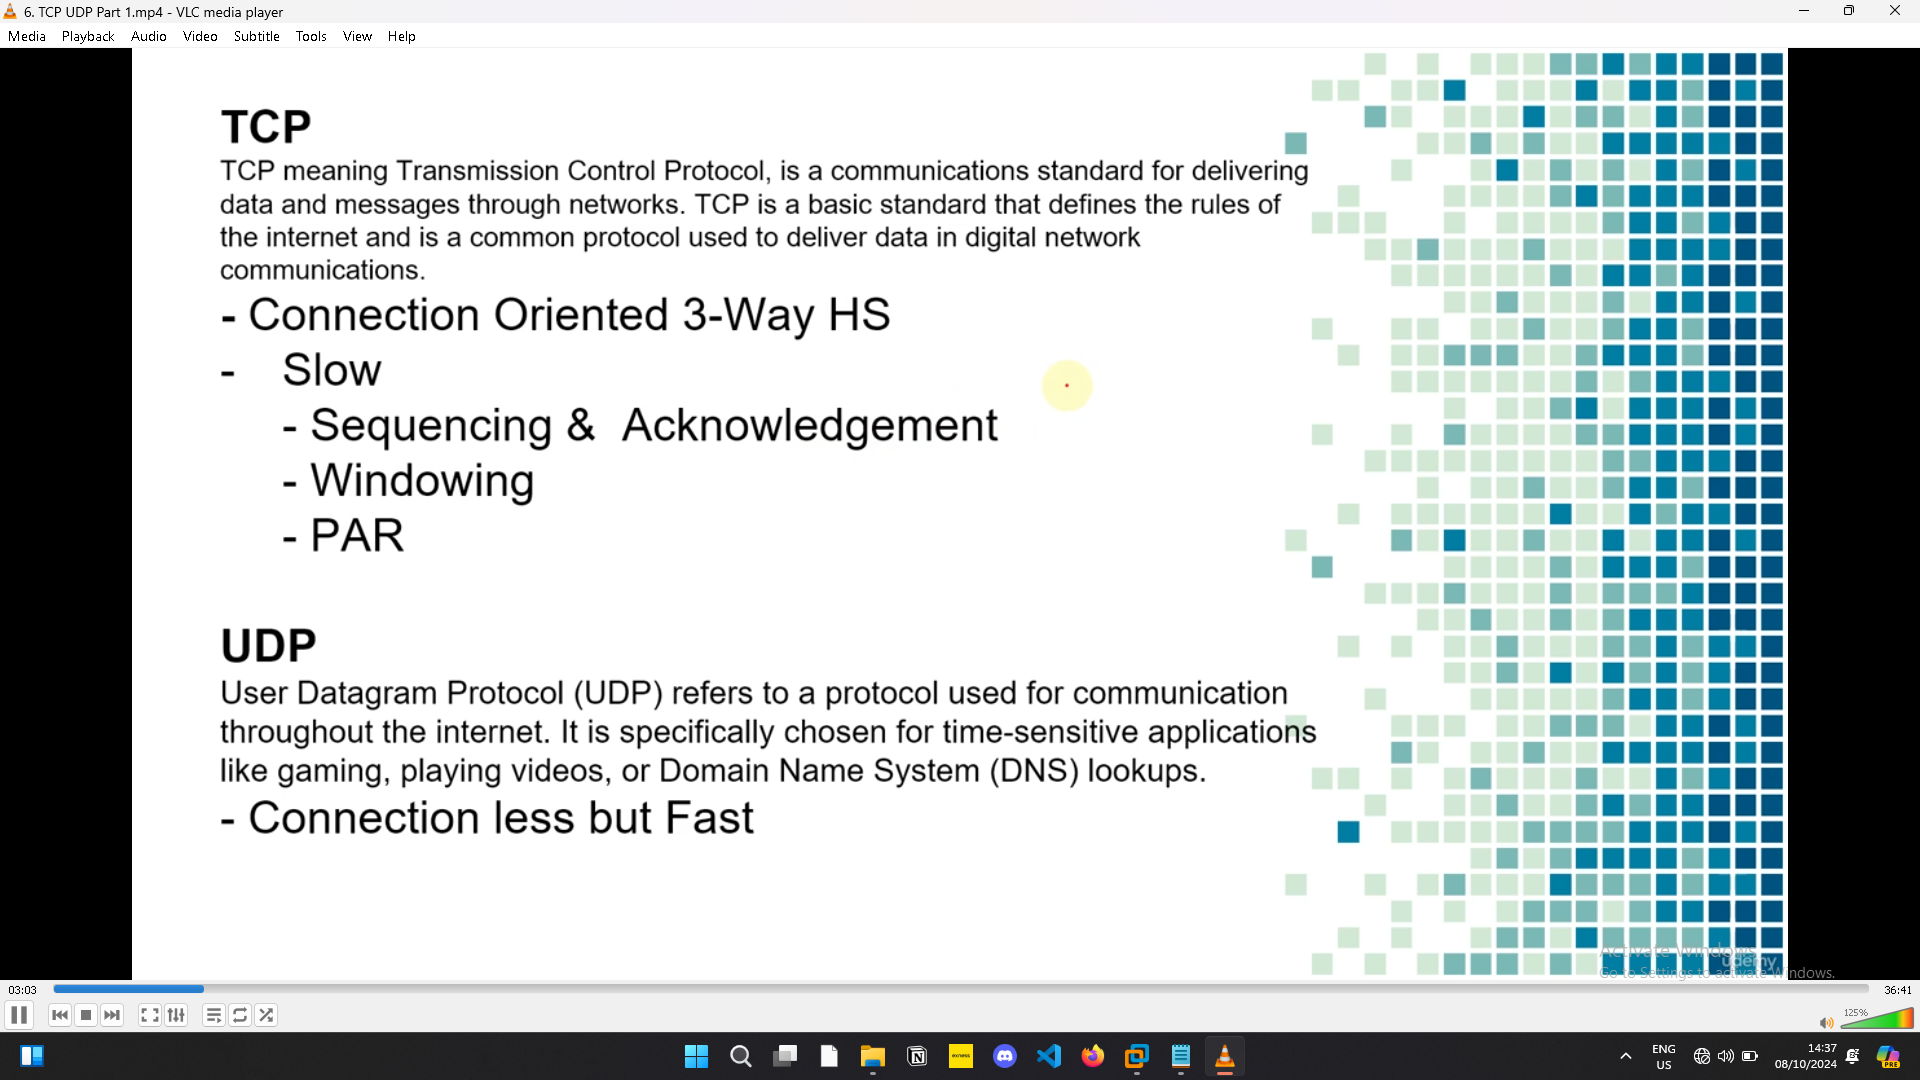 6. TCP UDP Part 1.mp4 - VLC media player
Media Playback Audio Video Subtitle Tools View Help
TCP
TCP meaning Transmission Control Protocol, is a communications standard for delivering
data and messages through networks. TCP is a basic standard that defines the rules of
the internet and is a common protocol used to deliver data in digital network
communications.
- Connection Oriented 3-Way HS
- Slow
- Sequencing & Acknowledgement
- Windowing
- PAR
UDP
User Datagram Protocol (UDP) refers to a protocol used for communication
throughout the internet. It is specifically chosen for time-sensitive applications
like gaming, playing videos, or Domain Name System (DNS) lookups.
- Connection less but Fast
Activate Windows
udemy
Go to Settings to activate Windows.
03:03
36:41
125%
exness
ENG
US
14:37
08/10/2024
PRE